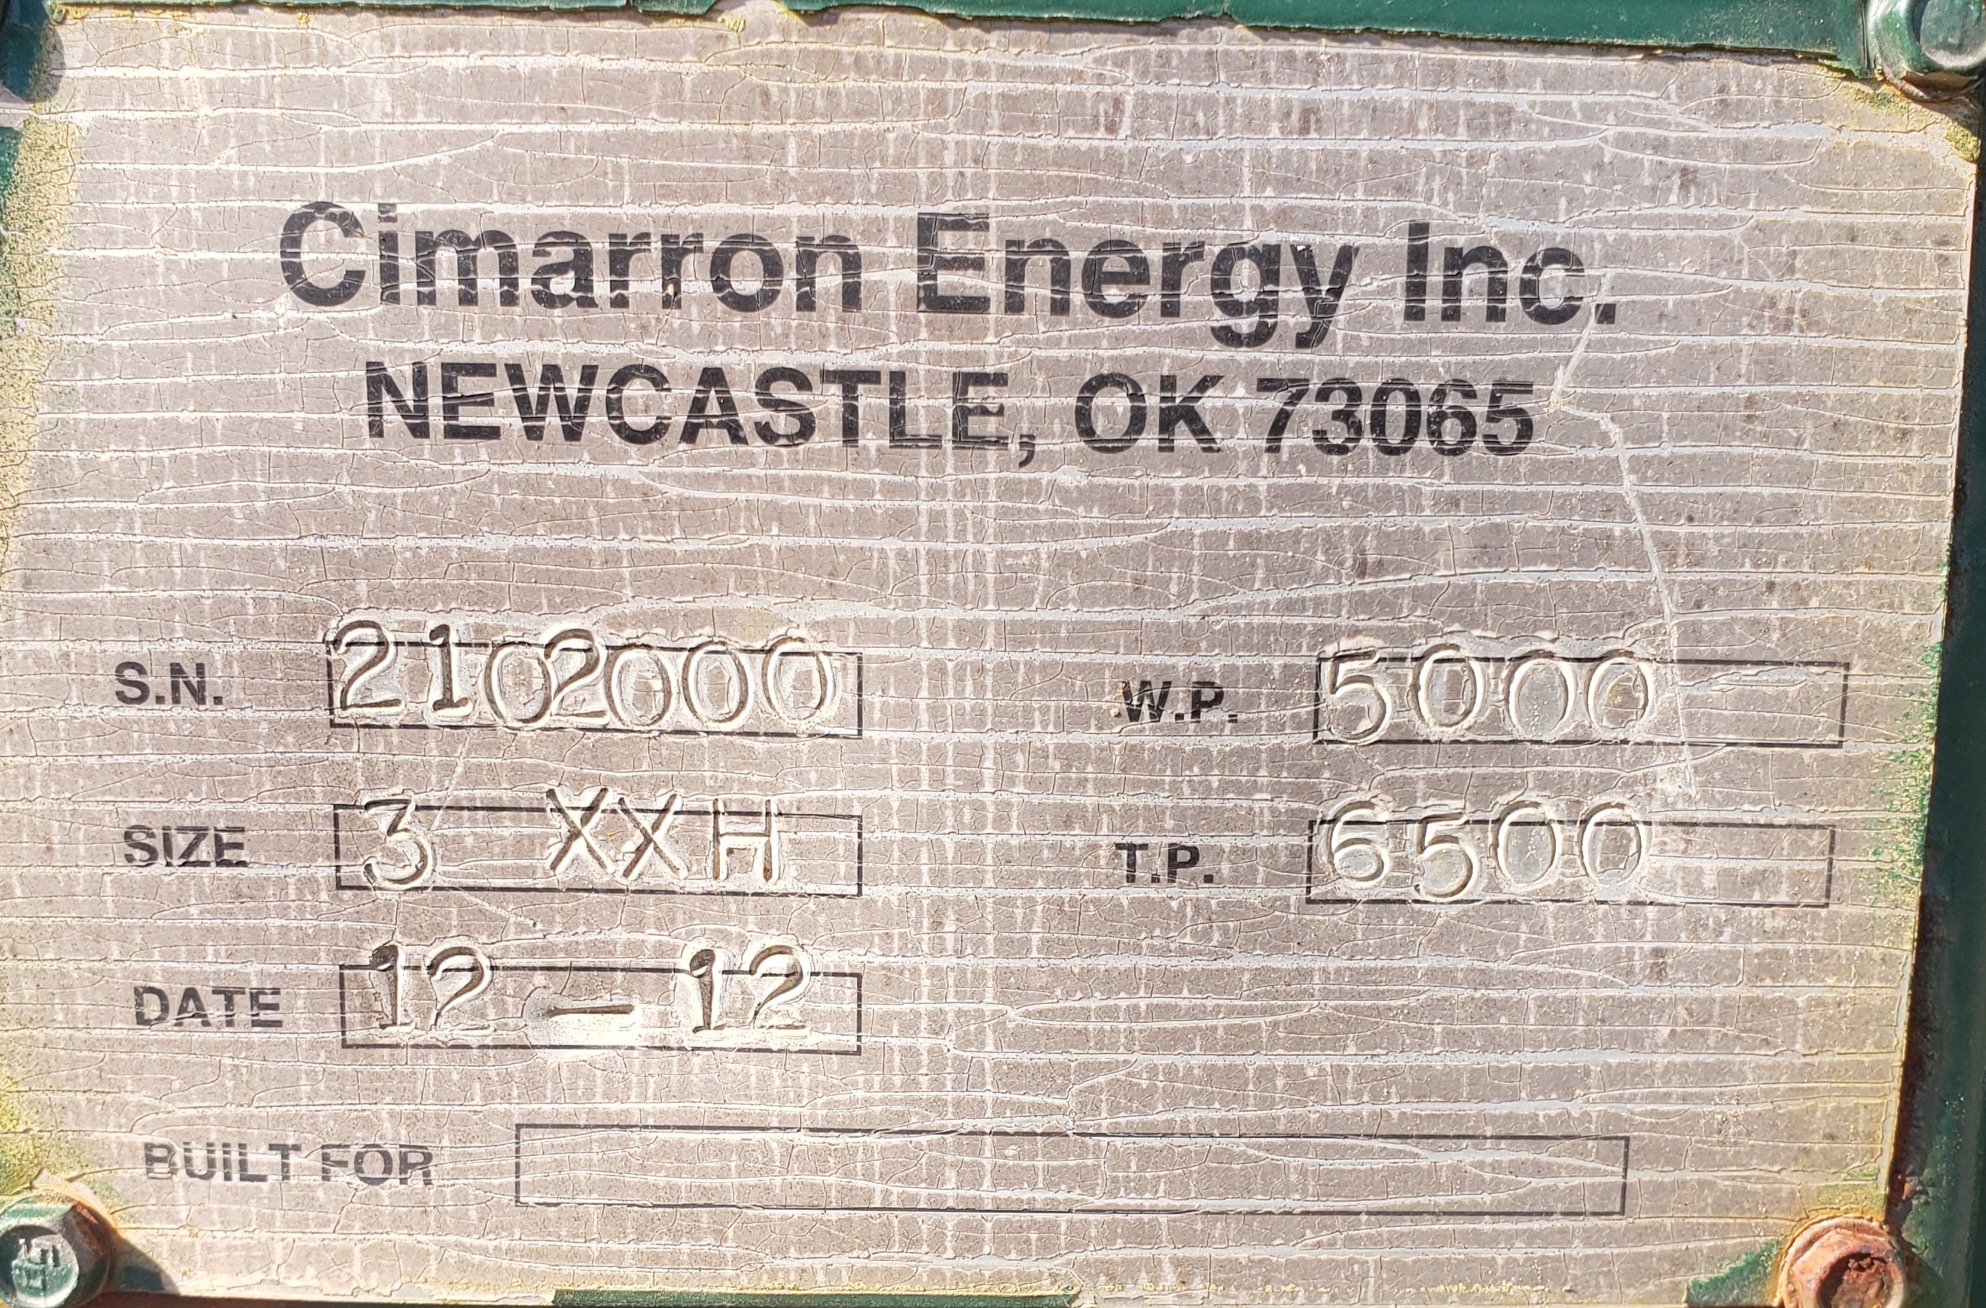 Cimarron Energy Inc.
NEWCASTLE, OK 73065
S.N. 2102000 W.P. 5000
SIZE 3 XXH T.P. 6500
DATE 12-12
BUILT FOR